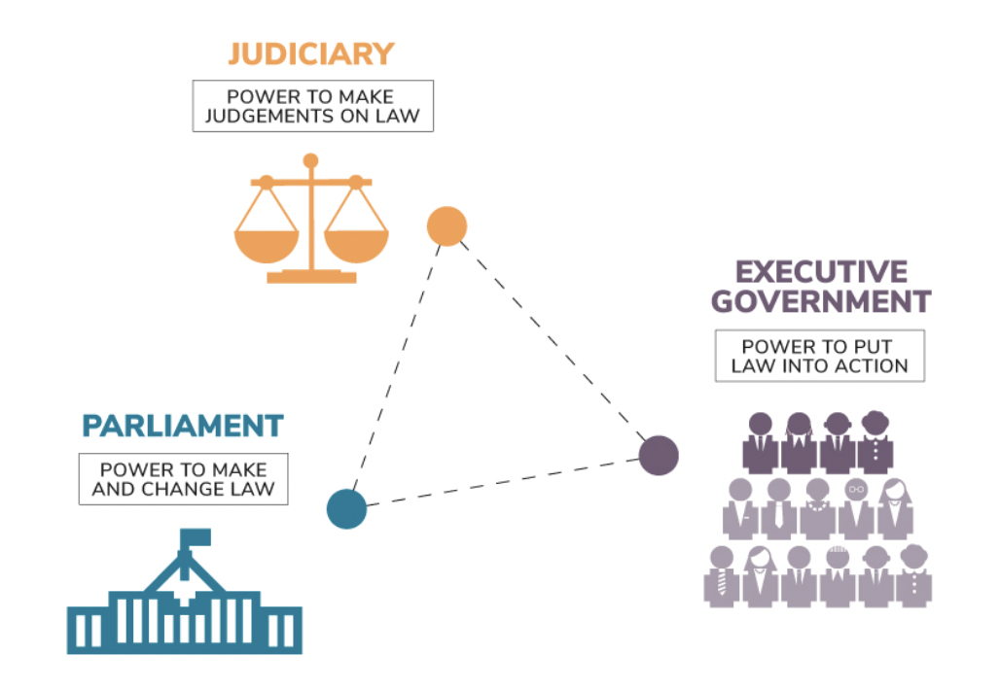 JUDICIARY
POWER TO MAKE
JUDGEMENTS ON LAW
EXECUTIVE
GOVERNMENT
POWER TO PUT
LAW INTO ACTION
PARLIAMENT
POWER TO MAKE
AND CHANGE LAW